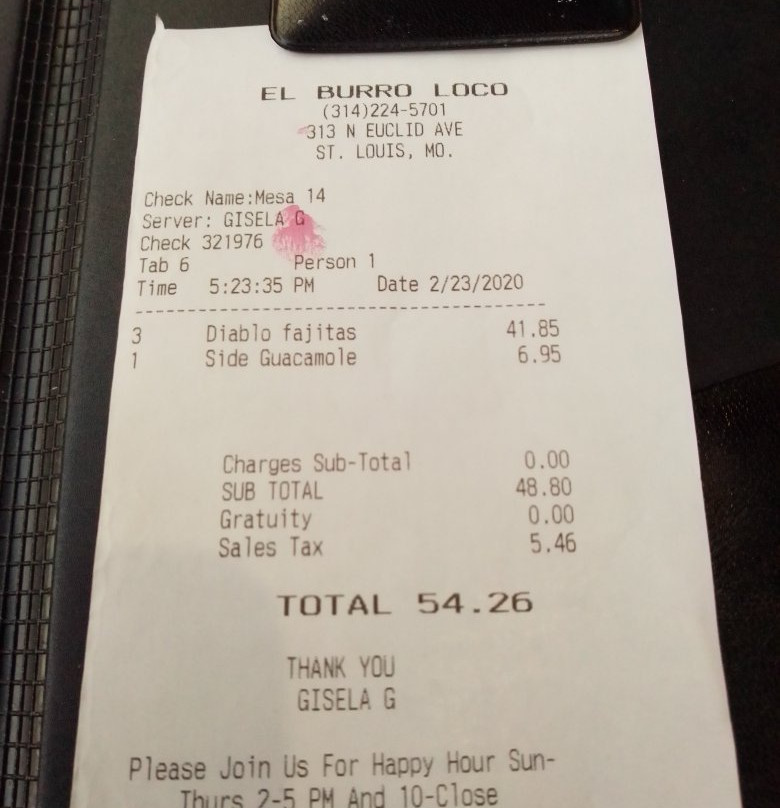 EL BURRO LOCO
(314)224-5701
313 N EUCLID AVE
ST. LOUIS, MO.
Check Name:Mesa 14
Server: GISELA G
Check 321976
Tab 6 Person 1
Time 5:23:35 PM Date 2/23/2020
3 Diablo fajitas 41.85
1 Side Guacamole 6.95
Charges Sub-Total 0.00
SUB TOTAL 48.80
Gratuity 0.00
Sales Tax 5.46
TOTAL 54.26
THANK YOU
GISELA G
Please Join Us For Happy Hour Sun-
Thurs 2-5 PM And 10-Close